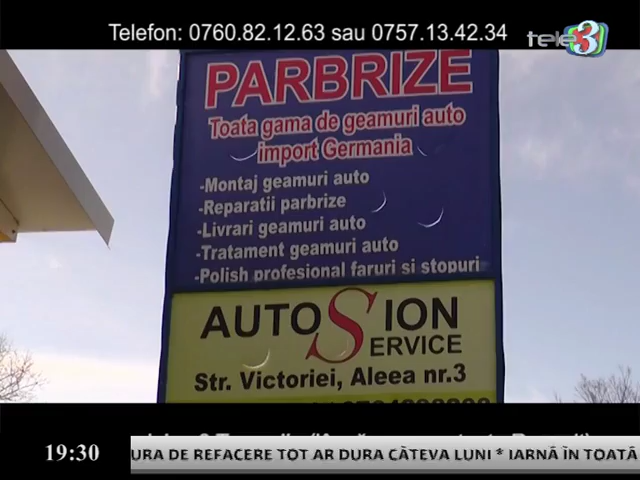 Telefon: 0760.82.12.63 sau 0757.13.42.34
tele 3
PARBRIZE
Toata gama de geamuri auto
import Germania
-Montaj geamuri auto
-Reparatii parbrize
-Livrari geamuri auto
-Tratament geamuri auto
-Polish profesional faruri si stopuri
AUTO SION
SERVICE
Str. Victoriei, Aleea nr.3
19:30
URA DE REFACERE TOT AR DURA CÂTEVA LUNI * IARNĂ ÎN TOATĂ